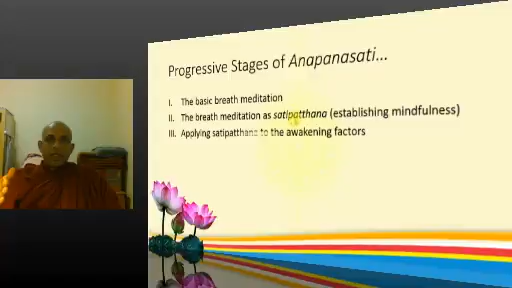 Progressive Stages of Anapanasati...
I. The basic breath meditation
II. The breath meditation as satipatthana (establishing mindfulness)
III. Applying satipatthana to the awakening factors